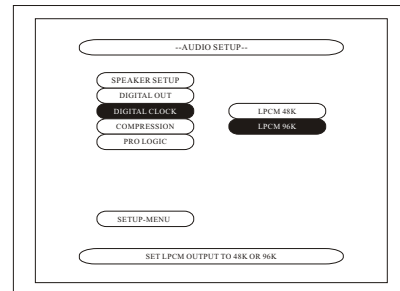 --AUDIO SETUP--
SPEAKER SETUP
DIGITAL OUT
DIGITAL CLOCK
COMPRESSION
PRO LOGIC
LPCM 48K
LPCM 96K
SETUP-MENU
SET LPCM OUTPUT TO 48K OR 96K